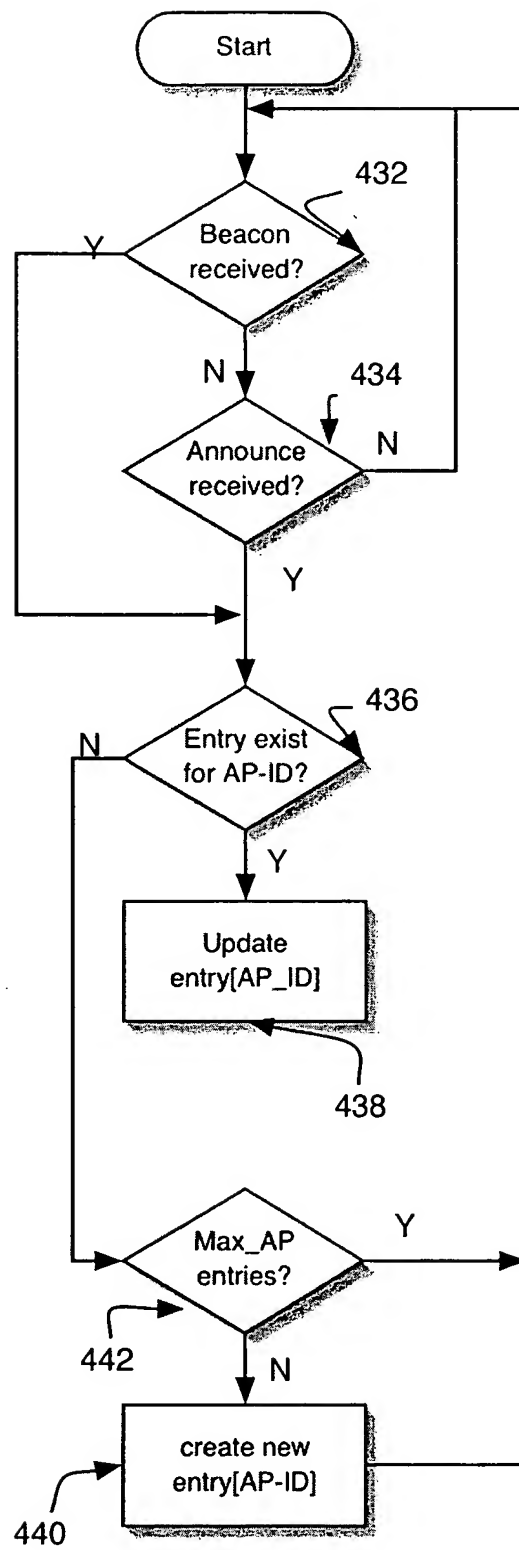 Start
432
Beacon
received?
Y
N
434
Announce
received?
N
Y
436
Entry exist
for AP-ID?
N
Y
Update
entry[AP_ID]
438
Max_AP
entries?
Y
442
N
create new
entry[AP-ID]
440